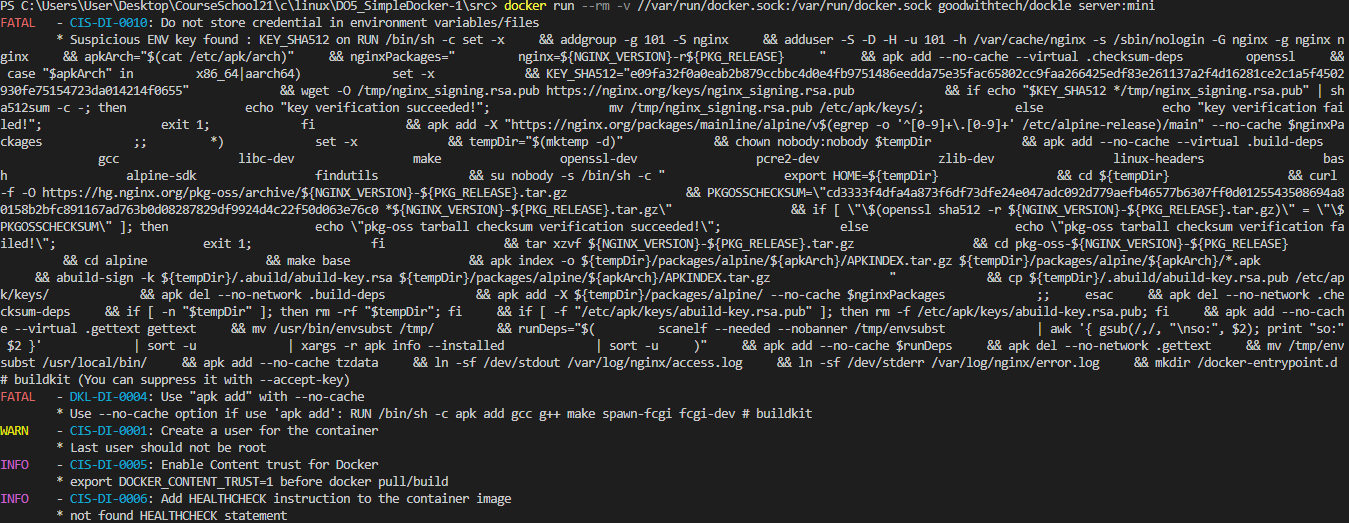 PS C:\Users\User\Desktop\CourseSchool21\c\linux\DO5_SimpleDocker-1\src> docker run --rm -v //var/run/docker.sock:/var/run/docker.sock goodwithtech/dockle server:mini
FATAL - CIS-DI-0010: Do not store credential in environment variables/files
* Suspicious ENV key found : KEY_SHA512 on RUN /bin/sh -c set -x && addgroup -g 101 -S nginx && adduser -S -D -H -u 101 -h /var/cache/nginx -s /sbin/nologin -G nginx -g nginx n
ginx && apkArch="$(cat /etc/apk/arch)" && nginxPackages=" nginx=${NGINX_VERSION}-r${PKG_RELEASE} " && apk add --no-cache --virtual .checksum-deps openssl &&
case "$apkArch" in x86_64|aarch64) set -x && KEY_SHA512="e09fa32f0a0eab2b879ccbbc4d0e4fb9751486eedda75e35fac65802cc9faa266425edf83e261137a2f4d16281ce2c1a5f4502
930fe75154723da014214f0655" && wget -O /tmp/nginx_signing.rsa.pub https://nginx.org/keys/nginx_signing.rsa.pub && if echo "$KEY_SHA512 */tmp/nginx_signing.rsa.pub" | sh
a512sum -c -; then echo "key verification succeeded!"; mv /tmp/nginx_signing.rsa.pub /etc/apk/keys/; else echo "key verification fai
led!"; exit 1; fi && apk add -X "https://nginx.org/packages/mainline/alpine/v$(egrep -o '^[0-9]+\.[0-9]+' /etc/alpine-release)/main" --no-cache $nginxPa
ckages ;; *) set -x && tempDir="$(mktemp -d)" && chown nobody:nobody $tempDir && apk add --no-cache --virtual .build-deps
gcc libc-dev make openssl-dev pcre2-dev zlib-dev linux-headers bas
h alpine-sdk findutils && su nobody -s /bin/sh -c " export HOME=${tempDir} && cd ${tempDir} && curl
-f -O https://hg.nginx.org/pkg-oss/archive/${NGINX_VERSION}-${PKG_RELEASE}.tar.gz && PKGOSSCHECKSUM=\"cd3333f4dfa4a873f6df73dfe24e047adc092d779aefb46577b6307ff0d0125543508694a8
0158b2bfc891167ad763b0d08287829df9924d4c22f50d063e76c0 *${NGINX_VERSION}-${PKG_RELEASE}.tar.gz\" && if [ \"\$(openssl sha512 -r ${NGINX_VERSION}-${PKG_RELEASE}.tar.gz)\" = \"\$
PKGOSSCHECKSUM\" ]; then echo \"pkg-oss tarball checksum verification succeeded!\"; else echo \"pkg-oss tarball checksum verification fa
iled!\"; exit 1; fi && tar xzvf ${NGINX_VERSION}-${PKG_RELEASE}.tar.gz && cd pkg-oss-${NGINX_VERSION}-${PKG_RELEASE}
&& cd alpine && make base && apk index -o ${tempDir}/packages/alpine/${apkArch}/APKINDEX.tar.gz ${tempDir}/packages/alpine/${apkArch}/*.apk
&& abuild-sign -k ${tempDir}/.abuild/abuild-key.rsa ${tempDir}/packages/alpine/${apkArch}/APKINDEX.tar.gz " && cp ${tempDir}/.abuild/abuild-key.rsa.pub /etc/ap
k/keys/ && apk del --no-network .build-deps && apk add -X ${tempDir}/packages/alpine/ --no-cache $nginxPackages ;; esac && apk del --no-network .che
cksum-deps && if [ -n "$tempDir" ]; then rm -rf "$tempDir"; fi && if [ -f "/etc/apk/keys/abuild-key.rsa.pub" ]; then rm -f /etc/apk/keys/abuild-key.rsa.pub; fi && apk add --no-cach
e --virtual .gettext gettext && mv /usr/bin/envsubst /tmp/ && runDeps="$( scanelf --needed --nobanner /tmp/envsubst | awk '{ gsub(/,/, "\nso:", $2); print "so:"
$2 }' | sort -u | xargs -r apk info --installed | sort -u )" && apk add --no-cache $runDeps && apk del --no-network .gettext && mv /tmp/env
subst /usr/local/bin/ && apk add --no-cache tzdata && ln -sf /dev/stdout /var/log/nginx/access.log && ln -sf /dev/stderr /var/log/nginx/error.log && mkdir /docker-entrypoint.d
# buildkit (You can suppress it with --accept-key)
FATAL - DKL-DI-0004: Use "apk add" with --no-cache
* Use --no-cache option if use 'apk add': RUN /bin/sh -c apk add gcc g++ make spawn-fcgi fcgi-dev # buildkit
WARN - CIS-DI-0001: Create a user for the container
* Last user should not be root
INFO - CIS-DI-0005: Enable Content trust for Docker
* export DOCKER_CONTENT_TRUST=1 before docker pull/build
INFO - CIS-DI-0006: Add HEALTHCHECK instruction to the container image
* not found HEALTHCHECK statement